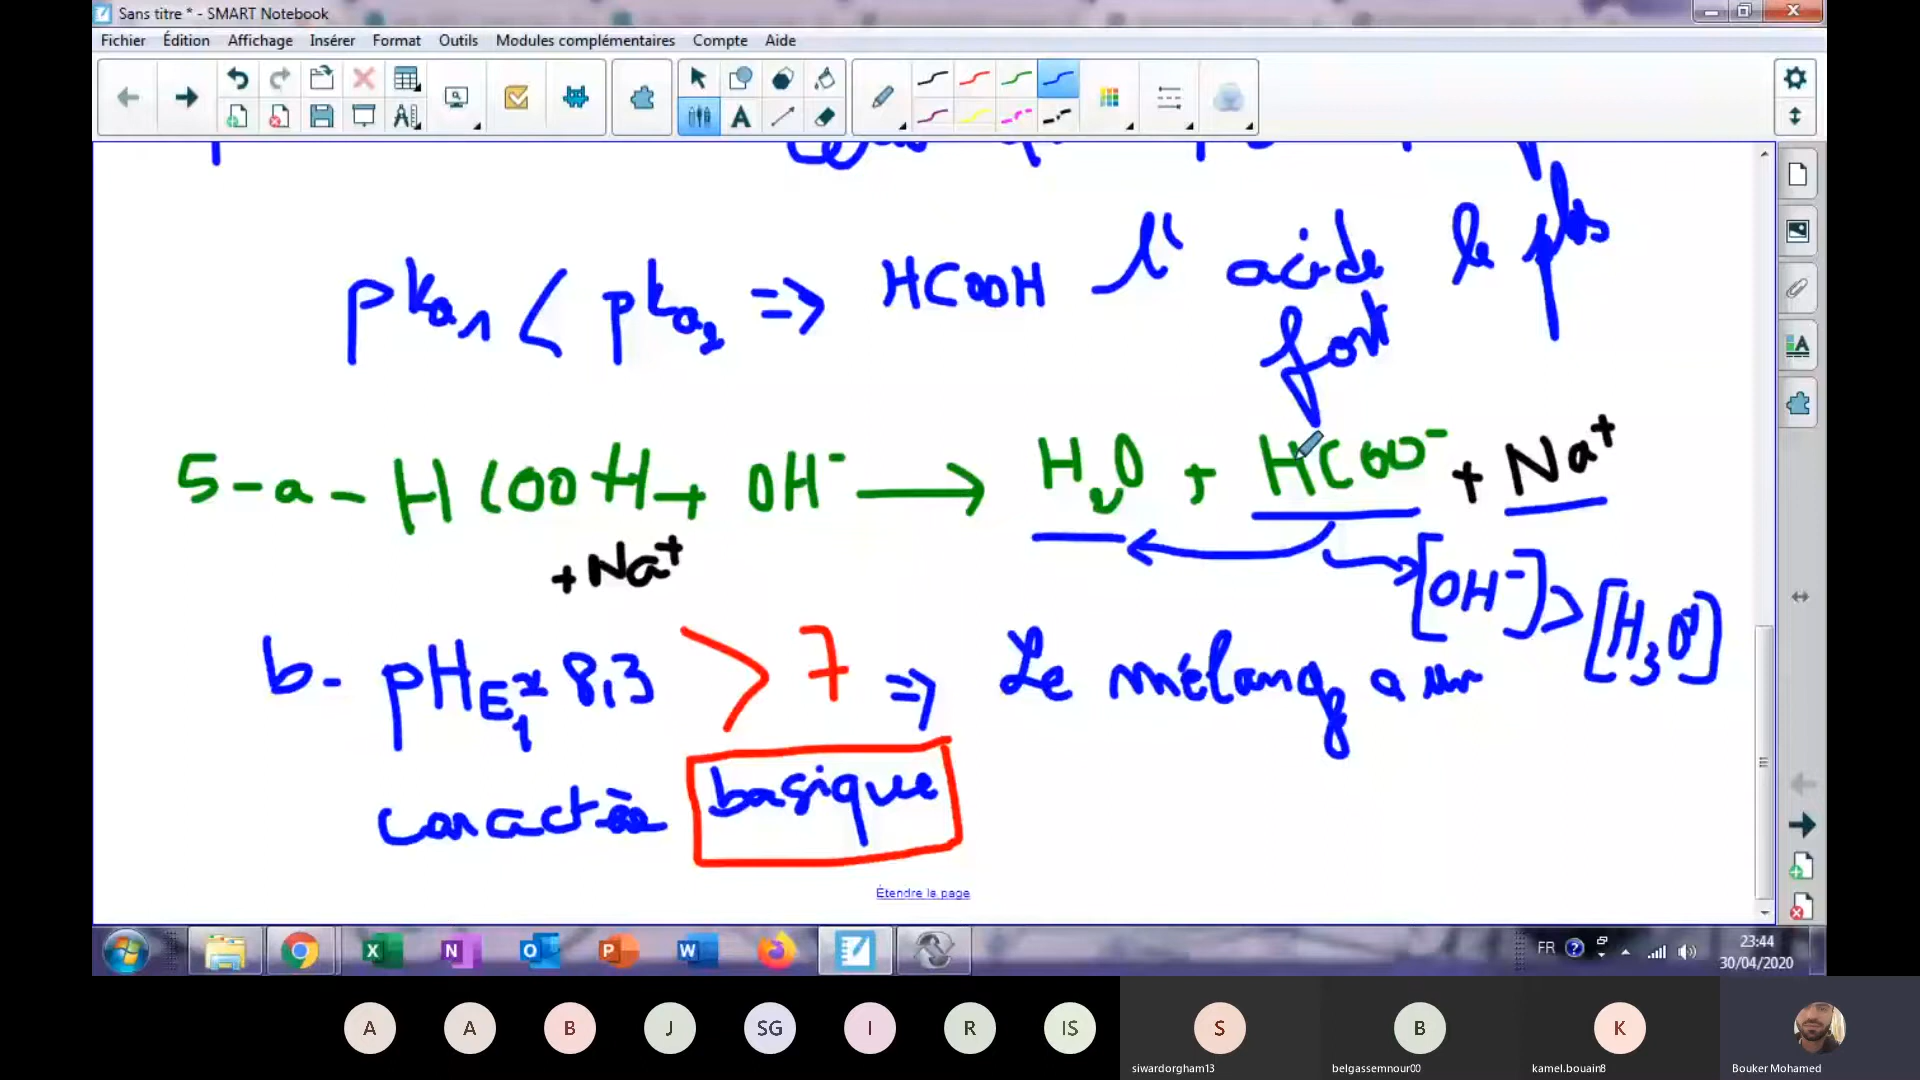 Sans titre * - SMART Notebook
Fichier Édition Affichage Insérer Format Outils Modules complémentaires Compte Aide
pka1 < pka2 => HCOOH l'acide le plus
fort
5-a- HCOOH + OH- → H2O + HCOO- + Na+
+ Na+
[OH-] > [H3O+]
b- pHE1 ≈ 8,3 > 7 => Le mélange a un
caractère basique
Étendre la page
FR
23:44
30/04/2020
A A B J SG I R IS S B K
siwardorgham13 belgassemnour00 kamel.bouain8 Bouker Mohamed